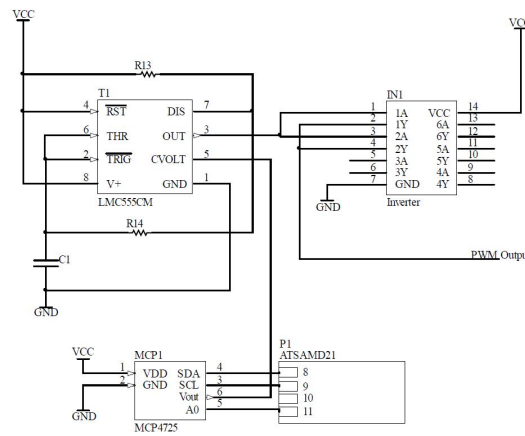 VCC
VCC
R13
T1
IN1
4 RST DIS 7
6 THR OUT 3
2 TRIG CVOLT 5
8 V+ GND 1
LMC555CM
1 1A VCC 14
2 1Y 6A 13
3 2A 6Y 12
4 2Y 5A 11
5 3A 5Y 10
6 3Y 4A 9
7 GND 4Y 8
Inverter
GND
R14
C1
GND
PWM Output
VCC
MCP1
1 VDD SDA 4
2 GND SCL 3
Vout 6
A0 5
MCP4725
GND
P1
ATSAMD21
8
9
10
11